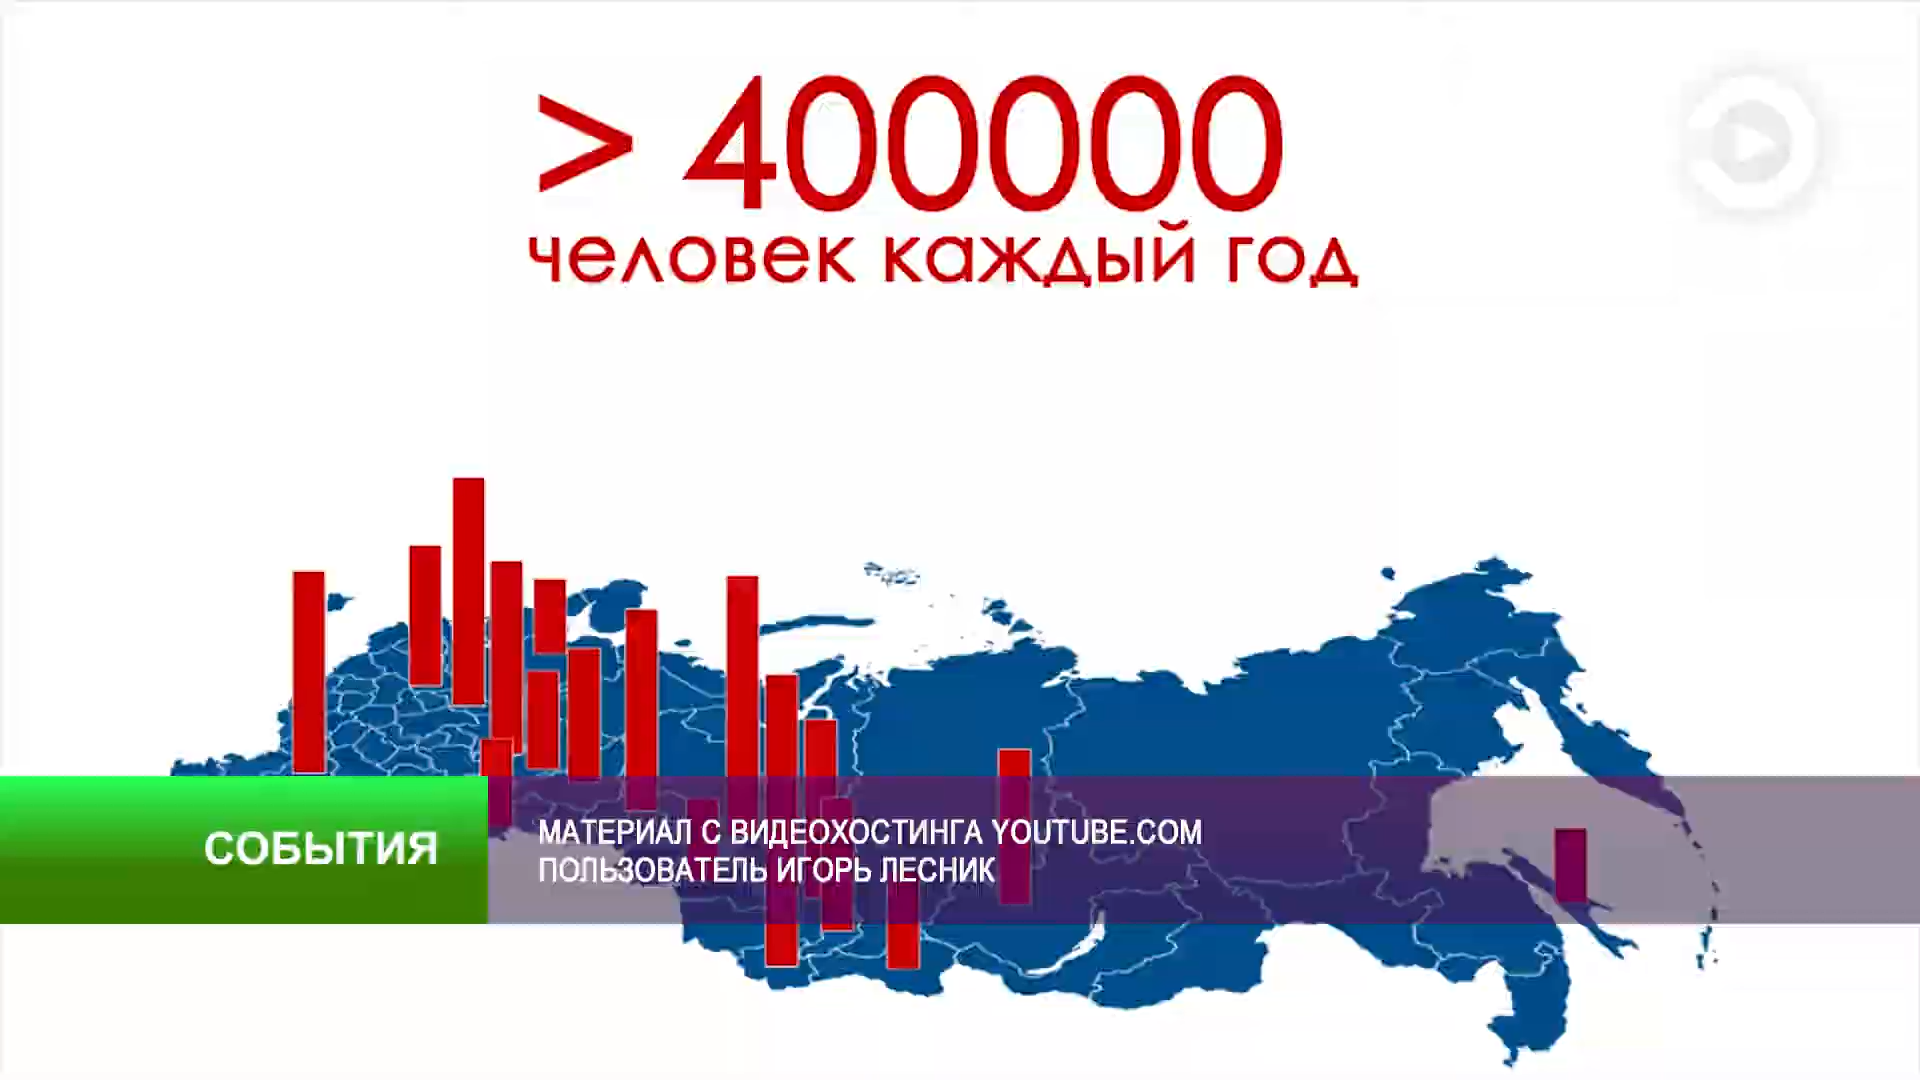 > 400000
человек каждый год
СОБЫТИЯ
МАТЕРИАЛ С ВИДЕОХОСТИНГА YOUTUBE.COM
ПОЛЬЗОВАТЕЛЬ ИГОРЬ ЛЕСНИК